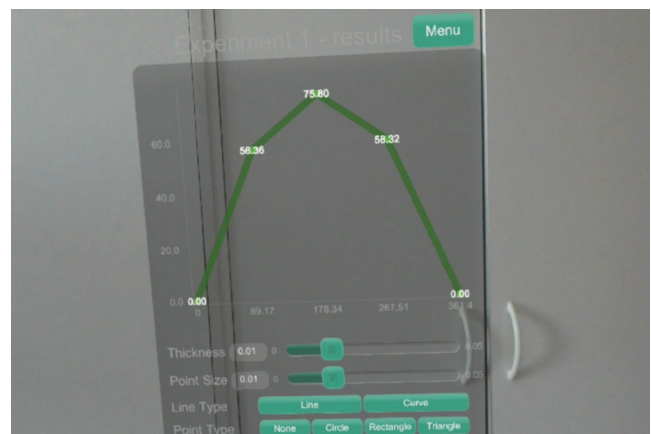 Experiment 1 - results
Menu
75.80
60.0
56.36
58.32
40.0
20.0
0.0
0.00
0.00
0
89.17
178.34
267.51
Thickness 0.01 0 0.05
Point Size 0.01 0 0.05
Line Type Line Curve
Point Type None Circle Rectangle Triangle